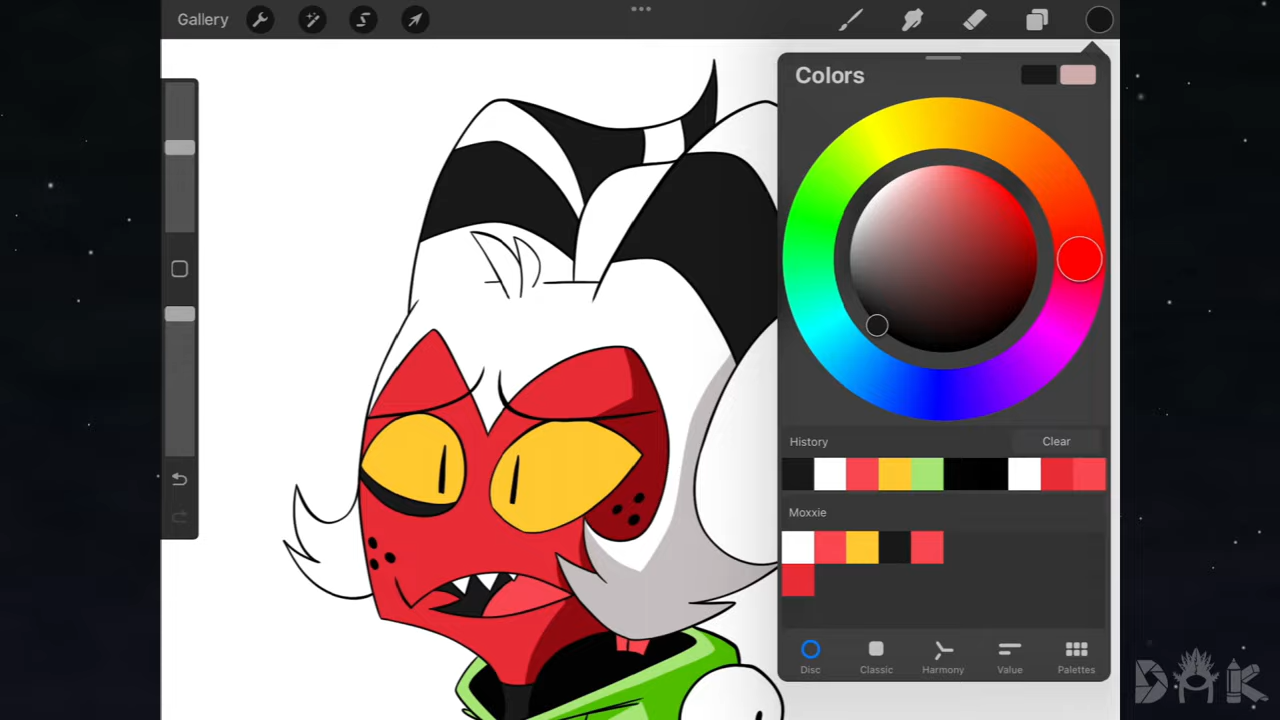 Gallery
Colors
History
Clear
Moxxie
Disc
Classic
Harmony
Value
Palettes